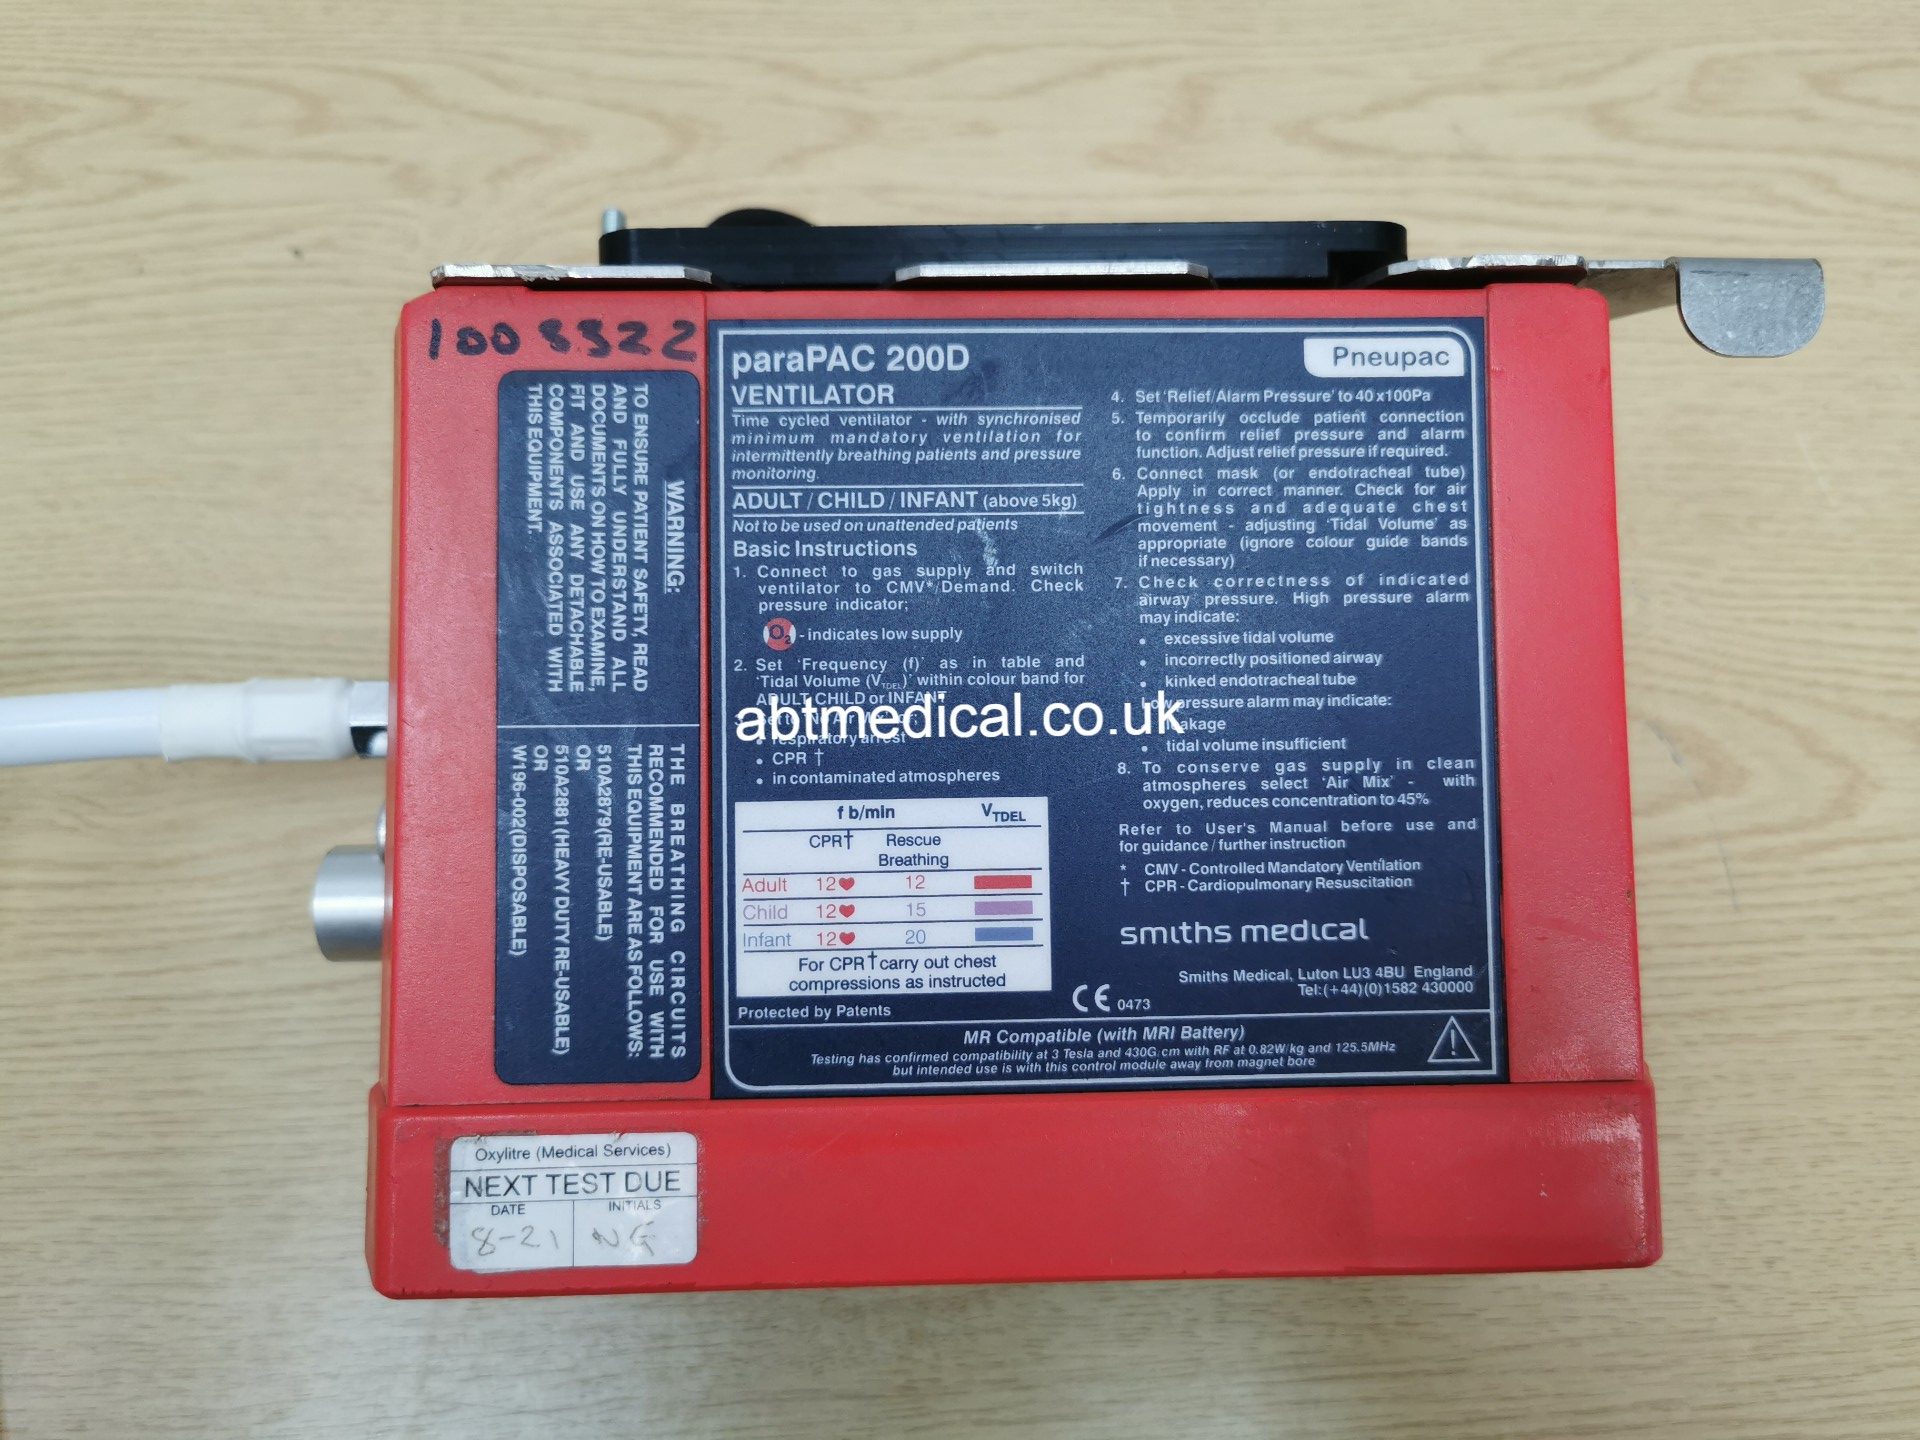 1008522
WARNING:
TO ENSURE PATIENT SAFETY, READ
AND FULLY UNDERSTAND ALL
DOCUMENTS ON HOW TO EXAMINE,
FIT AND USE ANY DETACHABLE
COMPONENTS ASSOCIATED WITH
THIS EQUIPMENT.
THE BREATHING CIRCUITS
RECOMMENDED FOR USE WITH
THIS EQUIPMENT ARE AS FOLLOWS:
510A2879(RE-USABLE)
OR
510A2881(HEAVY DUTY RE-USABLE)
OR
W196-002(DISPOSABLE)
paraPAC 200D
VENTILATOR
Time cycled ventilator - with synchronised
minimum mandatory ventilation for
intermittently breathing patients and pressure
monitoring.
ADULT / CHILD / INFANT (above 5kg)
Not to be used on unattended patients
Basic Instructions
1. Connect to gas supply and switch
ventilator to CMV*/Demand. Check
pressure indicator;
O2 - indicates low supply
2. Set 'Frequency (f)' as in table and
'Tidal Volume (VTDEL)' within colour band for
ADULT, CHILD or INFANT
• respiratory arrest
• CPR †
• in contaminated atmospheres
f b/min VTDEL
CPR† Rescue
Breathing
Adult 12♥ 12
Child 12♥ 15
Infant 12♥ 20
For CPR† carry out chest
compressions as instructed
Protected by Patents
Pneupac
4. Set 'Relief/Alarm Pressure' to 40 x100Pa
5. Temporarily occlude patient connection
to confirm relief pressure and alarm
function. Adjust relief pressure if required.
6. Connect mask (or endotracheal tube)
Apply in correct manner. Check for air
tightness and adequate chest
movement - adjusting 'Tidal Volume' as
appropriate (ignore colour guide bands
if necessary)
7. Check correctness of indicated
airway pressure. High pressure alarm
may indicate:
• excessive tidal volume
• incorrectly positioned airway
• kinked endotracheal tube
Low pressure alarm may indicate:
leakage
• tidal volume insufficient
8. To conserve gas supply in clean
atmospheres select 'Air Mix' - with
oxygen, reduces concentration to 45%
Refer to User's Manual before use and
for guidance / further instruction
* CMV - Controlled Mandatory Ventilation
† CPR - Cardiopulmonary Resuscitation
smiths medical
Smiths Medical, Luton LU3 4BU England
Tel:(+44)(0)1582 430000
CE 0473
MR Compatible (with MRI Battery)
Testing has confirmed compatibility at 3 Tesla and 430G/cm with RF at 0.82W/kg and 125.5MHz
but intended use is with this control module away from magnet bore
abtmedical.co.uk
Oxylitre (Medical Services)
NEXT TEST DUE
DATE INITIALS
8-21 NG